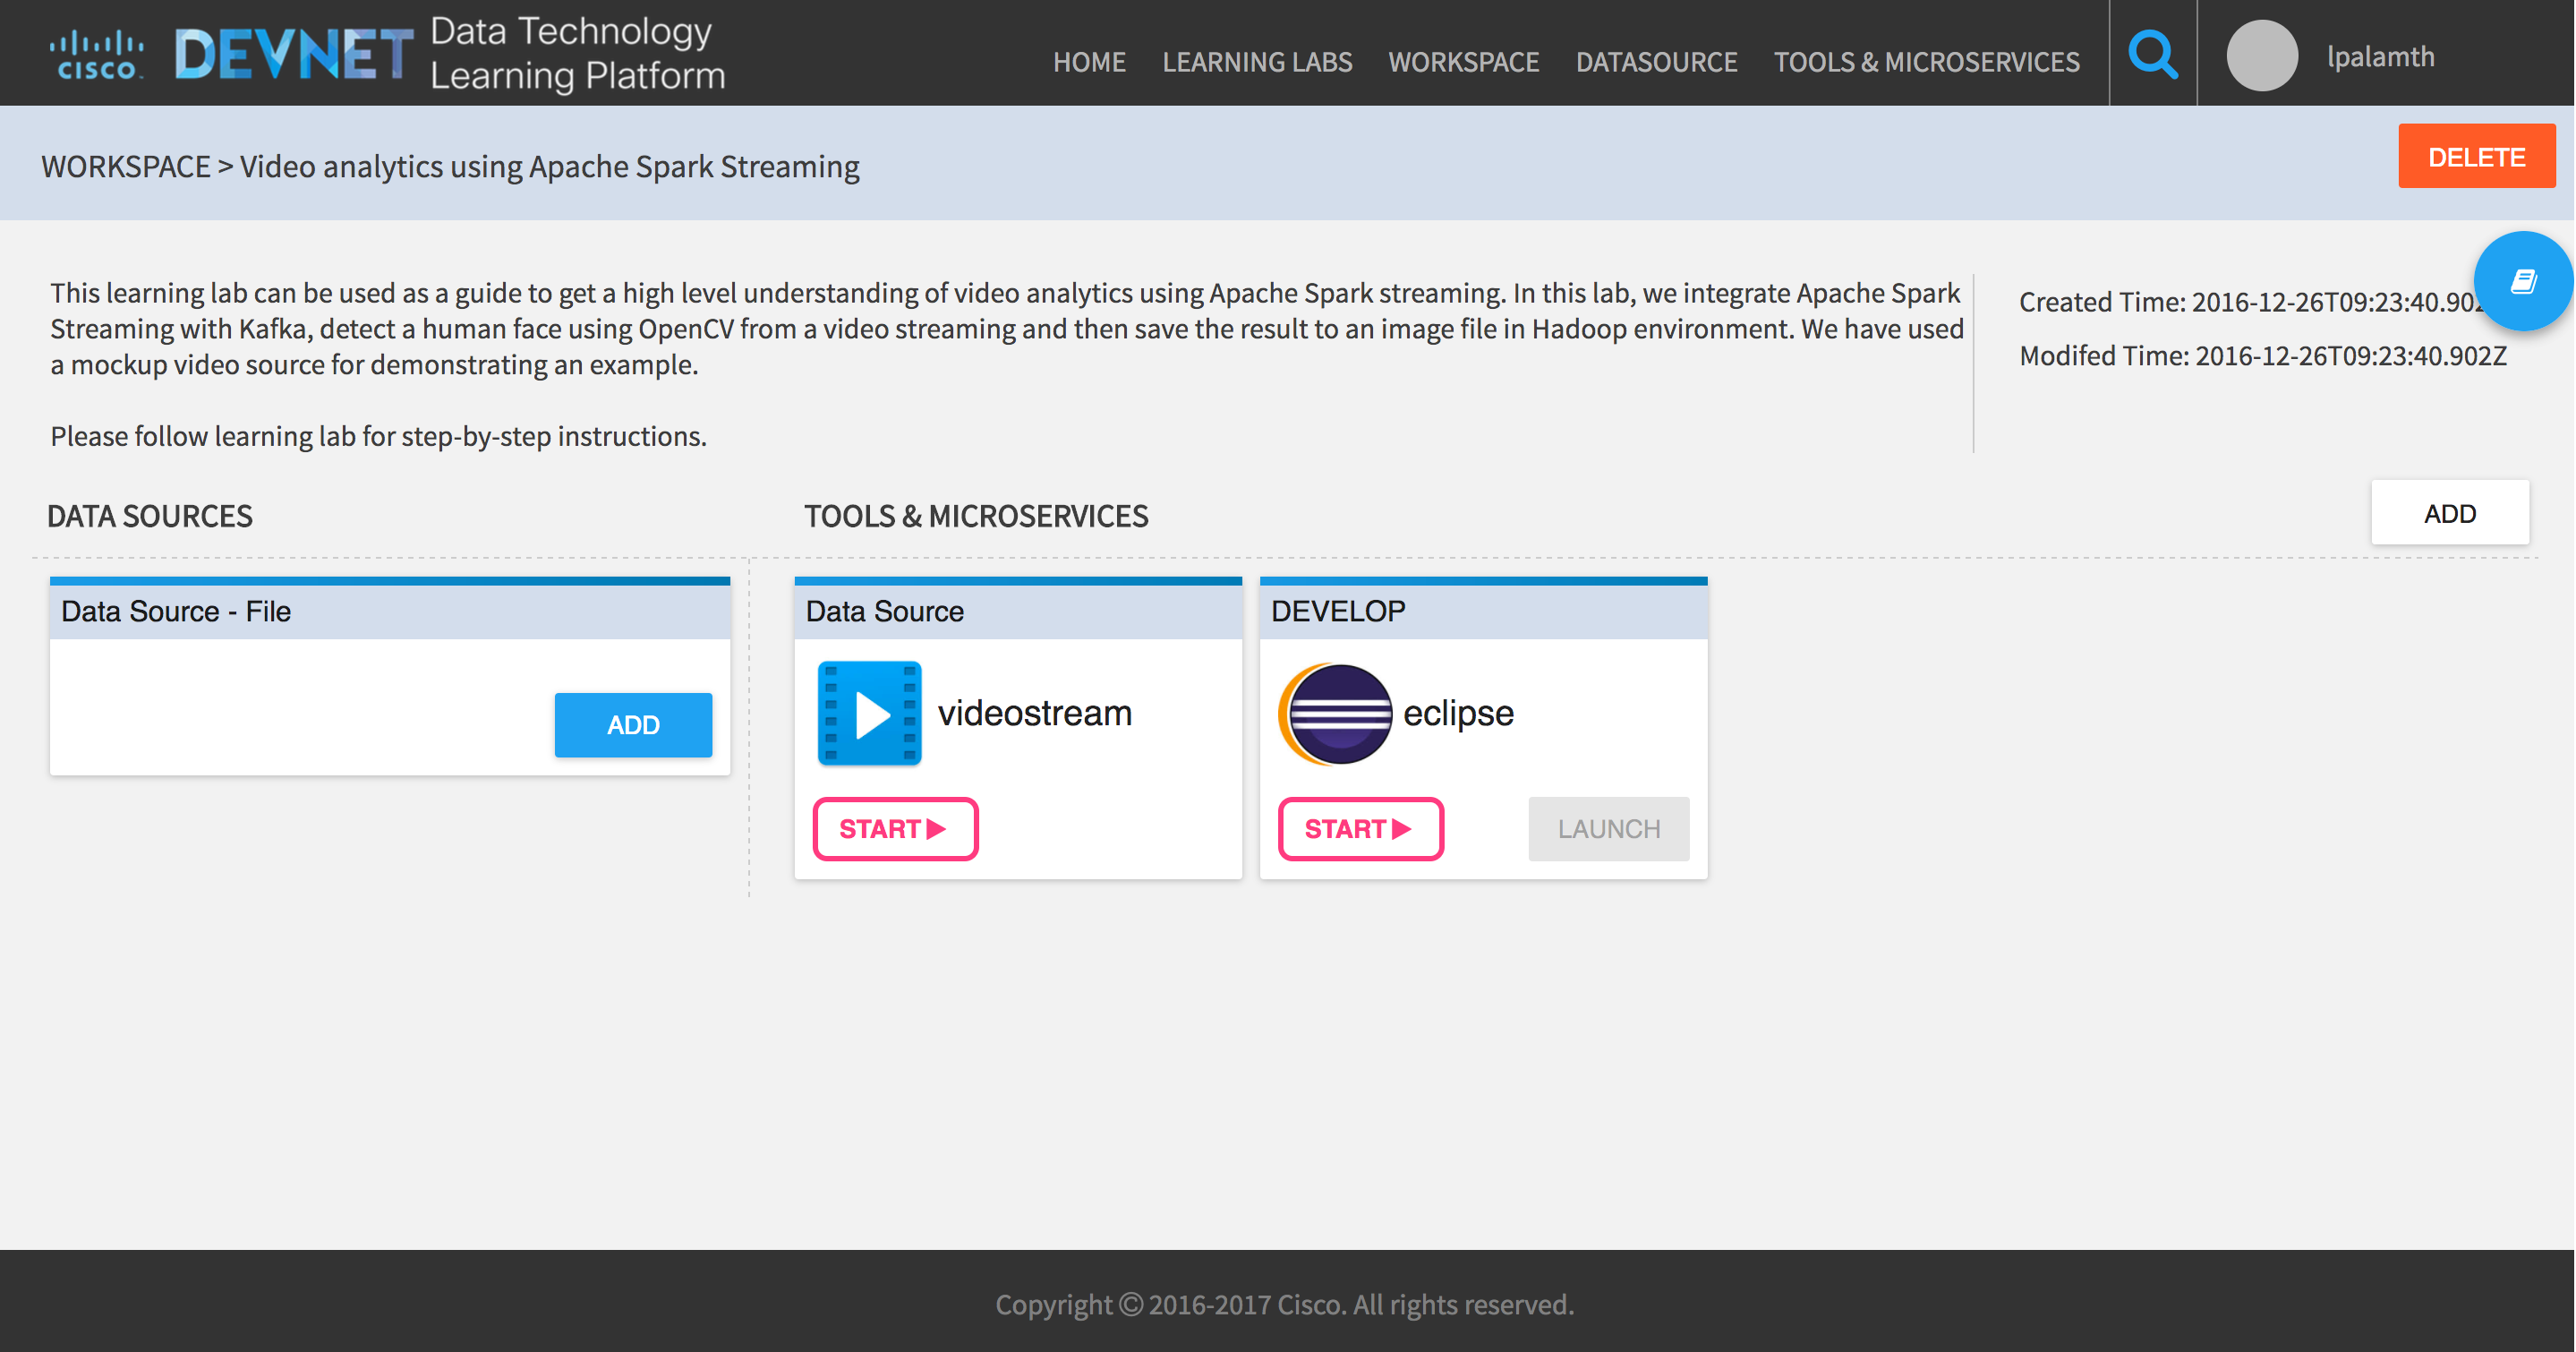 CISCO
DEVNET
Data Technology
Learning Platform
HOME LEARNING LABS WORKSPACE DATASOURCE TOOLS & MICROSERVICES
lpalamth
WORKSPACE > Video analytics using Apache Spark Streaming
DELETE
This learning lab can be used as a guide to get a high level understanding of video analytics using Apache Spark streaming. In this lab, we integrate Apache Spark
Streaming with Kafka, detect a human face using OpenCV from a video streaming and then save the result to an image file in Hadoop environment. We have used
a mockup video source for demonstrating an example.
Please follow learning lab for step-by-step instructions.
Created Time: 2016-12-26T09:23:40.902
Modifed Time: 2016-12-26T09:23:40.902Z
DATA SOURCES
TOOLS & MICROSERVICES
ADD
Data Source - File
ADD
Data Source
videostream
START
DEVELOP
eclipse
START
LAUNCH
Copyright © 2016-2017 Cisco. All rights reserved.